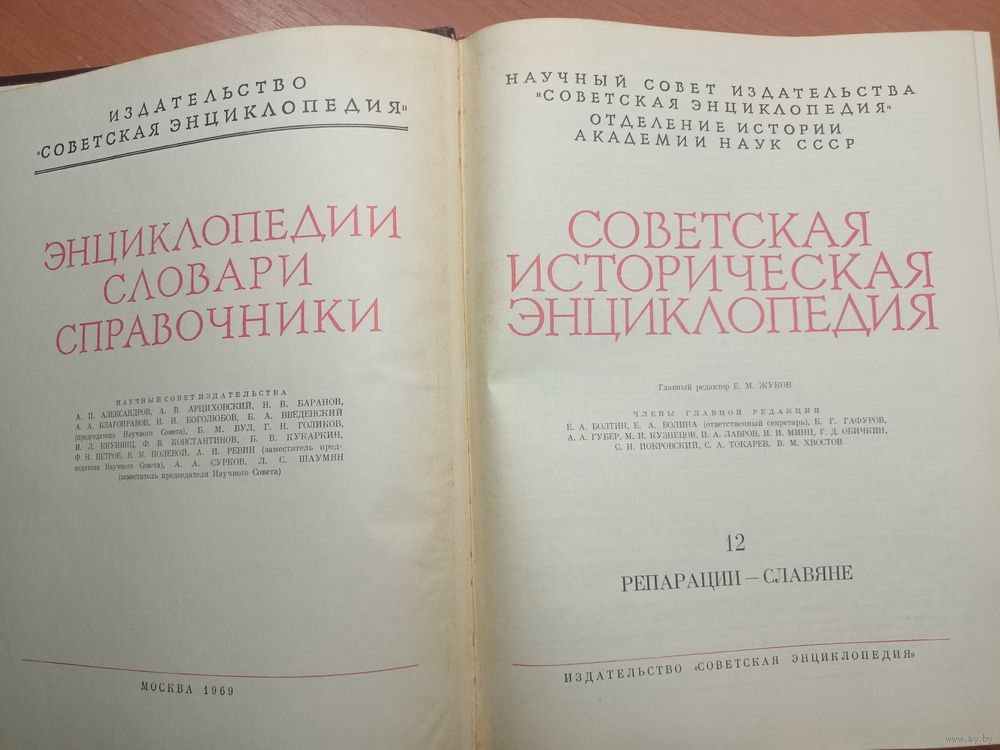 ИЗДАТЕЛЬСТВО
"СОВЕТСКАЯ ЭНЦИКЛОПЕДИЯ"
ЭНЦИКЛОПЕДИИ
СЛОВАРИ
СПРАВОЧНИКИ
НАУЧНЫЙ СОВЕТ ИЗДАТЕЛЬСТВА
А. П. АЛЕКСАНДРОВ, А. В. АРЦИХОВСКИЙ, Н. В. БАРАНОВ,
А. А. БЛАГОНРАВОВ, Н. Н. БОГОЛЮБОВ, Б. А. ВВЕДЕНСКИЙ
(председатель Научного Совета), Б. М. ВУЛ, Г. Н. ГОЛИКОВ,
И. Л. КНУНЯНЦ, Ф. В. КОНСТАНТИНОВ, Б. В. КУКАРКИН,
Ф. Н. ПЕТРОВ, В. М. ПОЛЕВОЙ, А. И. РЕВИН (заместитель пред-
седателя Научного Совета), А. А. СУРКОВ, Л. С. ШАУМЯН
(заместитель председателя Научного Совета)
МОСКВА 1969
НАУЧНЫЙ СОВЕТ ИЗДАТЕЛЬСТВА
"СОВЕТСКАЯ ЭНЦИКЛОПЕДИЯ"
ОТДЕЛЕНИЕ ИСТОРИИ
АКАДЕМИИ НАУК СССР
СОВЕТСКАЯ
ИСТОРИЧЕСКАЯ
ЭНЦИКЛОПЕДИЯ
Главный редактор Е. М. ЖУКОВ
ЧЛЕНЫ ГЛАВНОЙ РЕДАКЦИИ
Е. А. БОЛТИН, Е. А. ВОЛИНА (ответственный секретарь), Б. Г. ГАФУРОВ,
А. А. ГУБЕР, М. И. КУЗНЕЦОВ, П. А. ЛАВРОВ, И. И. МИНЦ, Г. Д. ОБИЧКИН,
С. Н. ПОКРОВСКИЙ, С. А. ТОКАРЕВ, В. М. ХВОСТОВ
12
РЕПАРАЦИИ — СЛАВЯНЕ
ИЗДАТЕЛЬСТВО «СОВЕТСКАЯ ЭНЦИКЛОПЕДИЯ»
www.ay.by